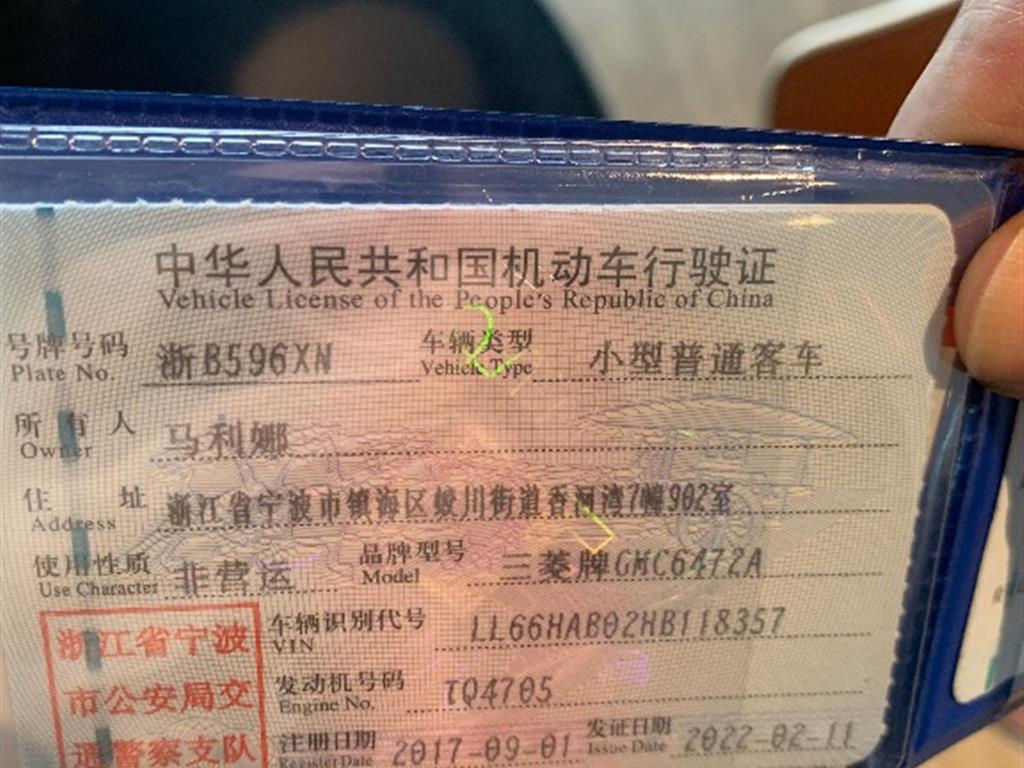 中华人民共和国机动车行驶证
Vehicle License of the People's Republic of China
号牌号码 浙B596XN 车辆类型 小型普通客车
Plate No. Vehicle Type
所有人 马利娜
Owner
住址 浙江省宁波市镇海区蛟川街道香河湾7幢902室
Address
使用性质 非营运 品牌型号 三菱牌GMC6472A
Use Character Model
浙江省宁波 车辆识别代号 LL66HAB02HB118357
VIN
市公安局交 发动机号码 TQ4705
Engine No.
通警察支队 注册日期 2017-09-01 发证日期 2022-02-11
Register Date Issue Date